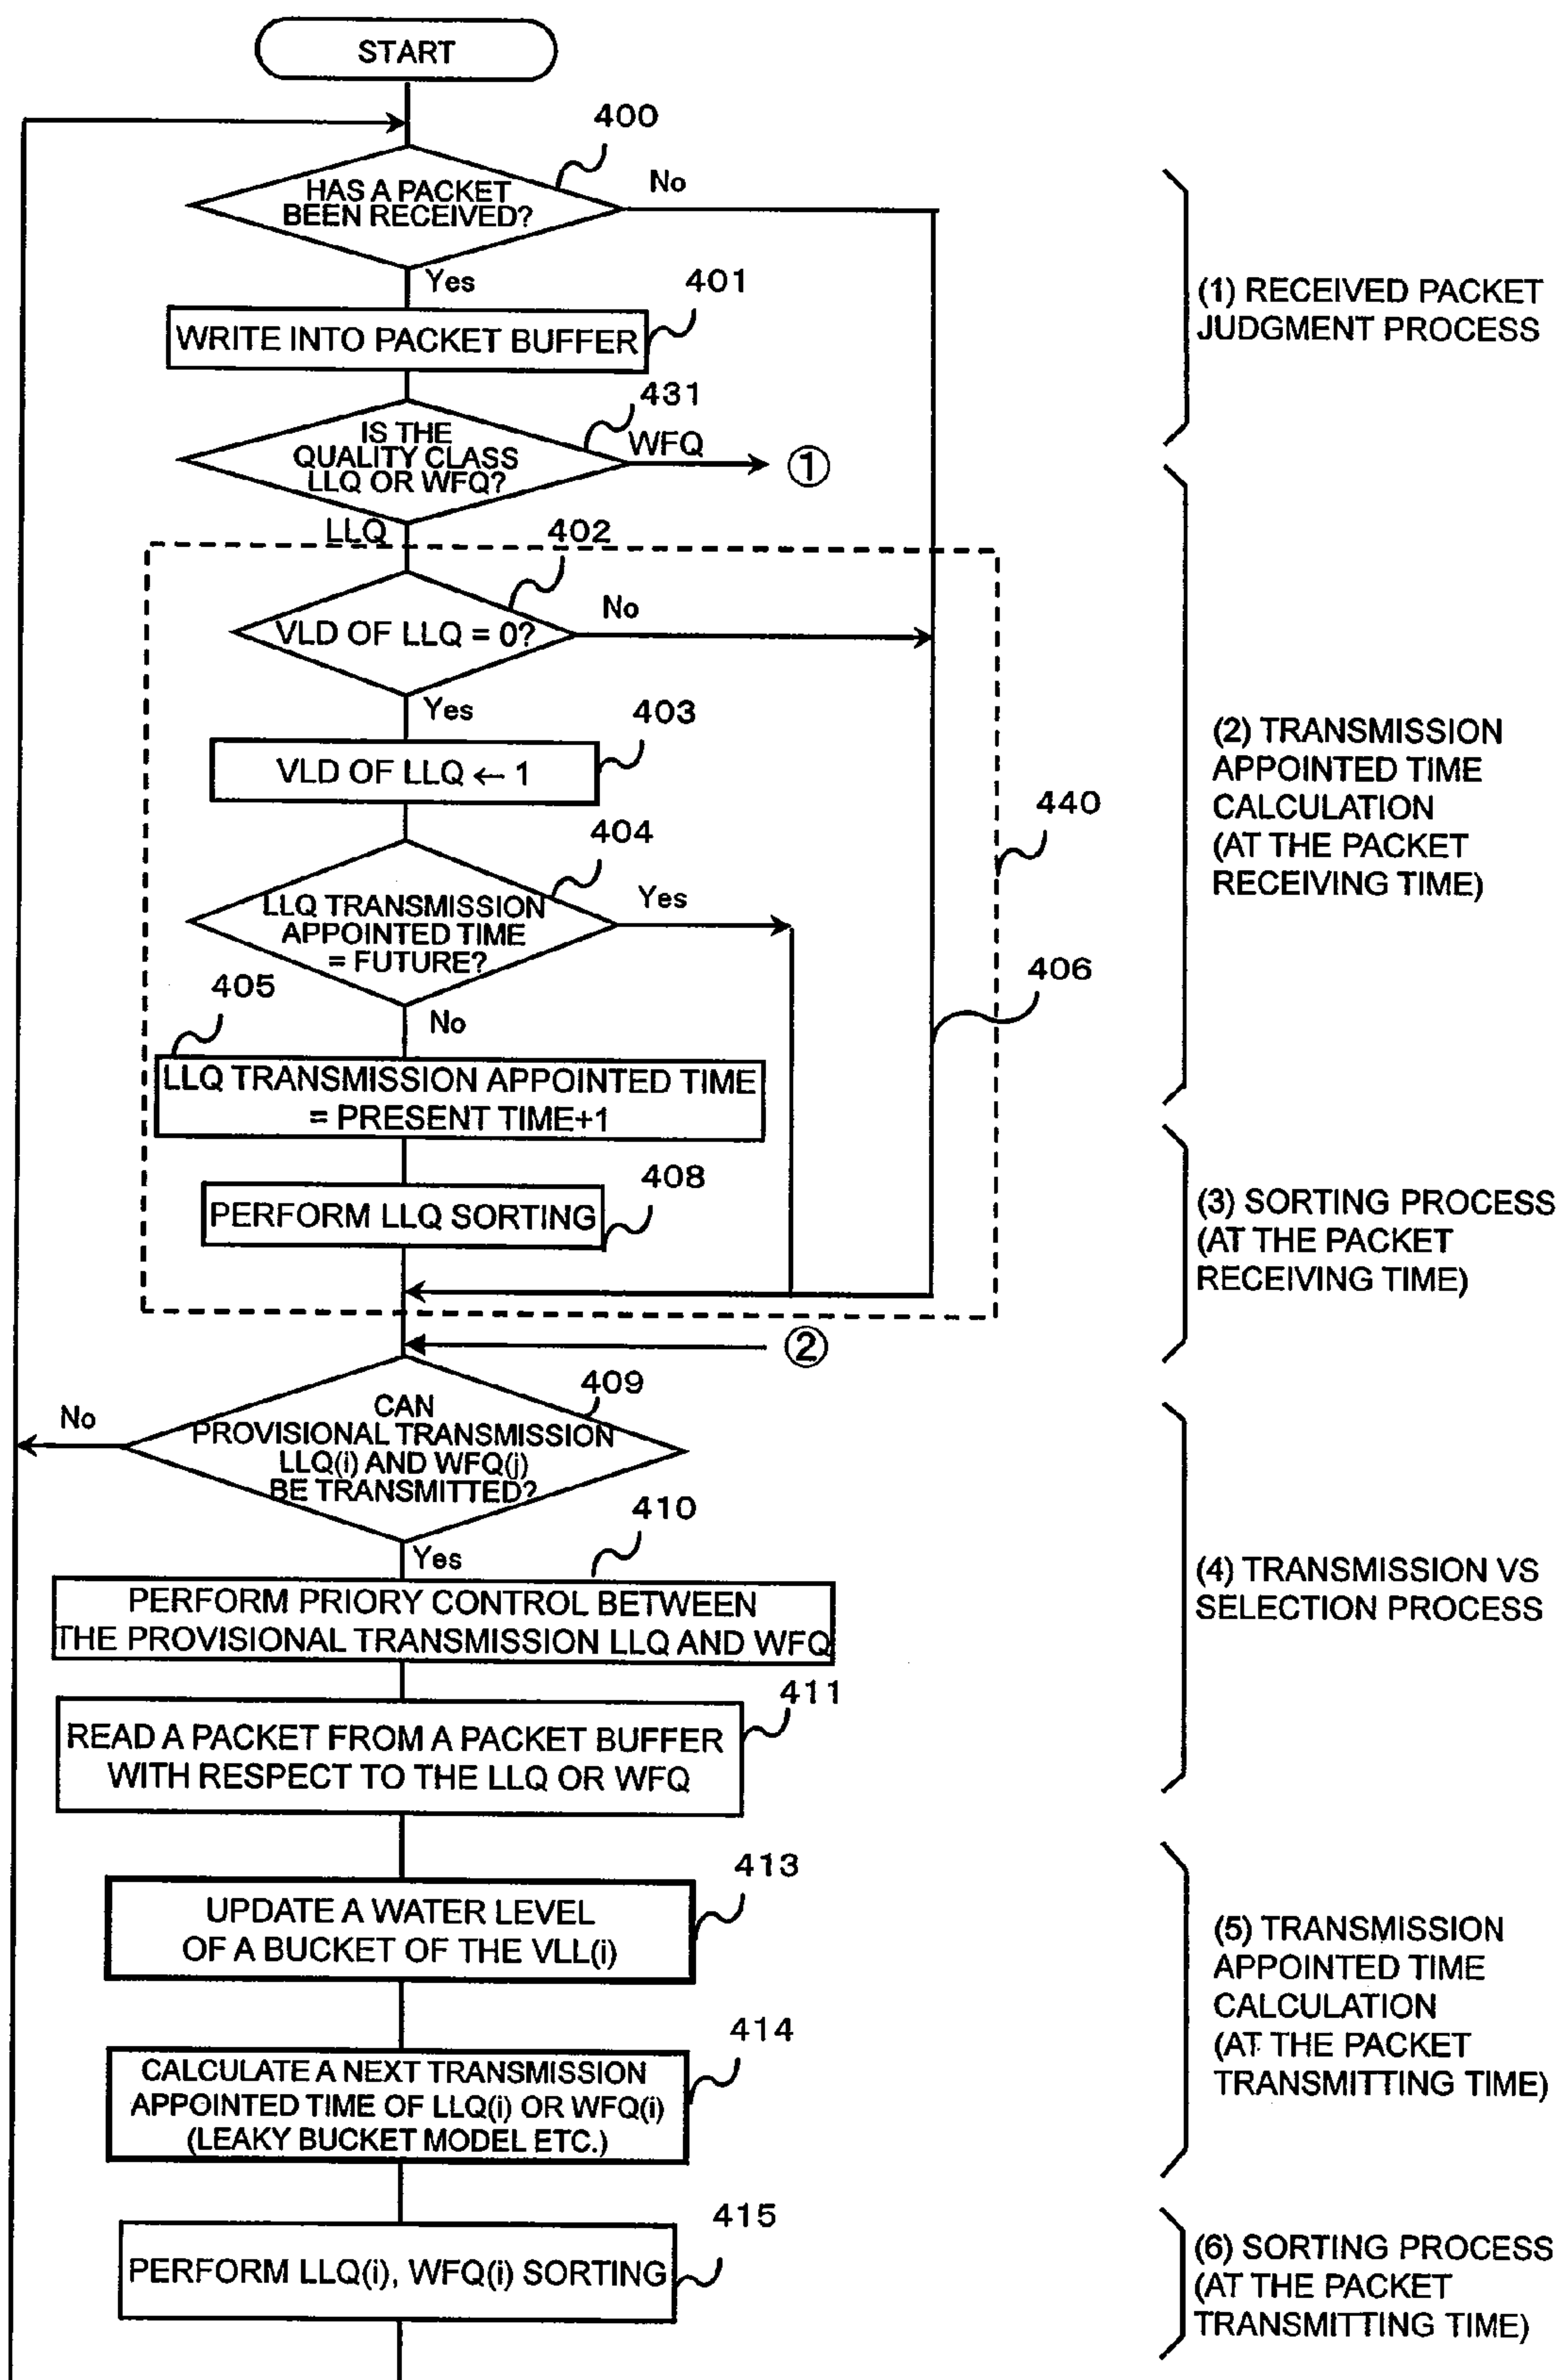 START
400
HAS A PACKET
BEEN RECEIVED?
No
Yes
401
WRITE INTO PACKET BUFFER
(1) RECEIVED PACKET
JUDGMENT PROCESS
431
IS THE
QUALITY CLASS
LLQ OR WFQ?
WFQ
①
LLQ
402
VLD OF LLQ = 0?
No
Yes
403
VLD OF LLQ ← 1
(2) TRANSMISSION
APPOINTED TIME
CALCULATION
(AT THE PACKET
RECEIVING TIME)
440
404
LLQ TRANSMISSION
APPOINTED TIME
= FUTURE?
Yes
No
406
405
LLQ TRANSMISSION APPOINTED TIME
= PRESENT TIME+1
408
PERFORM LLQ SORTING
(3) SORTING PROCESS
(AT THE PACKET
RECEIVING TIME)
②
409
CAN
PROVISIONAL TRANSMISSION
LLQ(i) AND WFQ(j)
BE TRANSMITTED?
No
Yes
410
PERFORM PRIORY CONTROL BETWEEN
THE PROVISIONAL TRANSMISSION LLQ AND WFQ
(4) TRANSMISSION VS
SELECTION PROCESS
411
READ A PACKET FROM A PACKET BUFFER
WITH RESPECT TO THE LLQ OR WFQ
413
UPDATE A WATER LEVEL
OF A BUCKET OF THE VLL(i)
(5) TRANSMISSION
APPOINTED TIME
CALCULATION
(AT THE PACKET
TRANSMITTING TIME)
414
CALCULATE A NEXT TRANSMISSION
APPOINTED TIME OF LLQ(i) OR WFQ(i)
(LEAKY BUCKET MODEL ETC.)
415
PERFORM LLQ(i), WFQ(i) SORTING
(6) SORTING PROCESS
(AT THE PACKET
TRANSMITTING TIME)